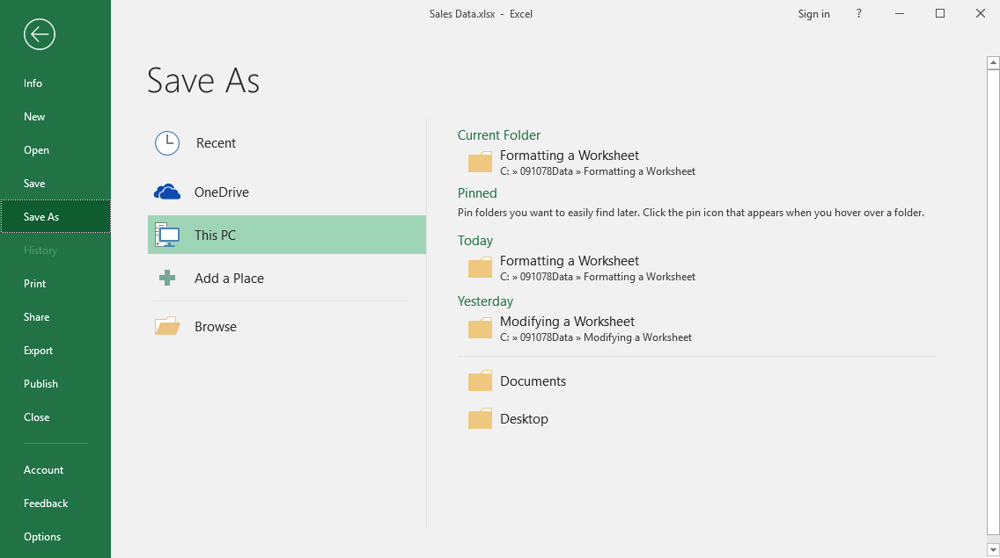 Sales Data.xlsx - Excel
Sign in
?
Info
New
Open
Save
Save As
History
Print
Share
Export
Publish
Close
Account
Feedback
Options
Save As
Recent
OneDrive
This PC
Add a Place
Browse
Current Folder
Formatting a Worksheet
C: » 091078Data » Formatting a Worksheet
Pinned
Pin folders you want to easily find later. Click the pin icon that appears when you hover over a folder.
Today
Formatting a Worksheet
C: » 091078Data » Formatting a Worksheet
Yesterday
Modifying a Worksheet
C: » 091078Data » Modifying a Worksheet
Documents
Desktop